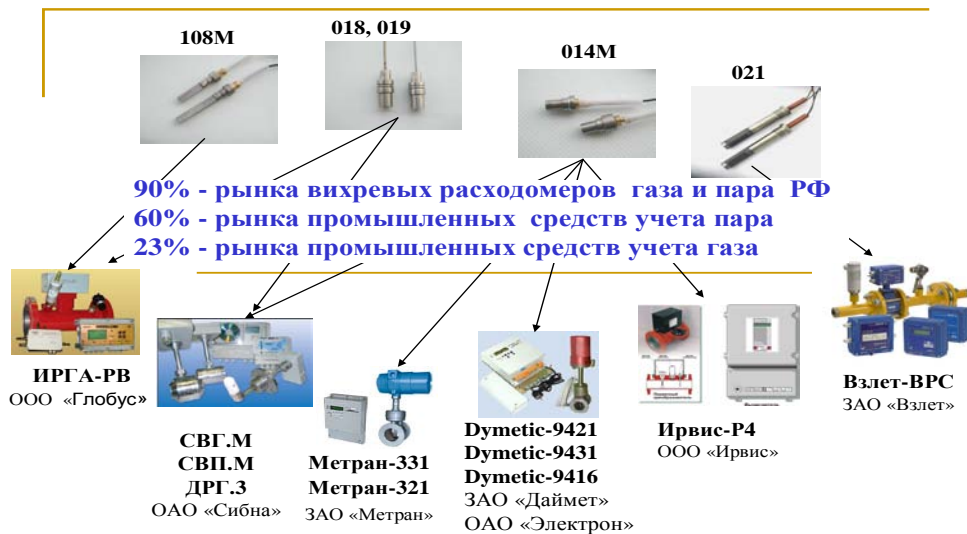 108М
018, 019
014М
021
90% - рынка вихревых расходомеров газа и пара РФ
60% - рынка промышленных средств учета пара
23% - рынка промышленных средств учета газа
ИРГА-РВ
ООО «Глобус»
СВГ.М
СВП.М
ДРГ.3
ОАО «Сибна»
Метран-331
Метран-321
ЗАО «Метран»
Dymetic-9421
Dymetic-9431
Dymetic-9416
ЗАО «Даймет»
ОАО «Электрон»
Ирвис-Р4
ООО «Ирвис»
Взлет-ВРС
ЗАО «Взлет»